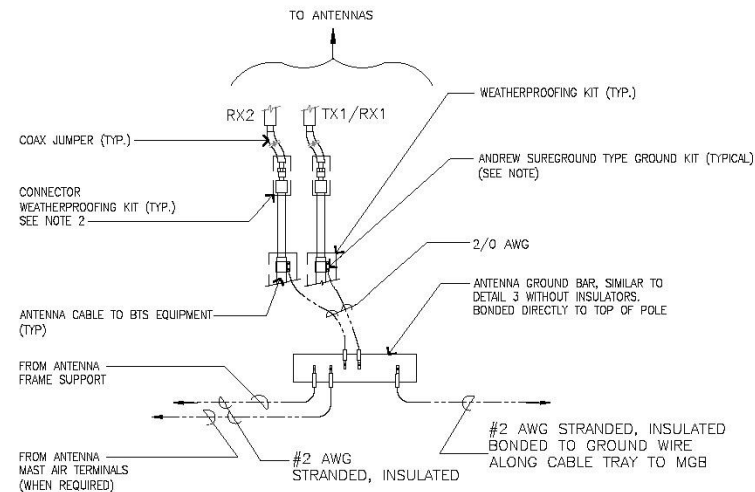 TO ANTENNAS
RX2
TX1/RX1
WEATHERPROOFING KIT (TYP.)
COAX JUMPER (TYP.)
ANDREW SUREGROUND TYPE GROUND KIT (TYPICAL)
(SEE NOTE)
CONNECTOR
WEATHERPROOFING KIT (TYP.)
SEE NOTE 2
2/0 AWG
ANTENNA GROUND BAR, SIMILAR TO
DETAIL 3 WITHOUT INSULATORS.
BONDED DIRECTLY TO TOP OF POLE
ANTENNA CABLE TO BTS EQUIPMENT
(TYP)
FROM ANTENNA
FRAME SUPPORT
FROM ANTENNA
MAST AIR TERMINALS
(WHEN REQUIRED)
#2 AWG
STRANDED, INSULATED
#2 AWG STRANDED, INSULATED
BONDED TO GROUND WIRE
ALONG CABLE TRAY TO MGB